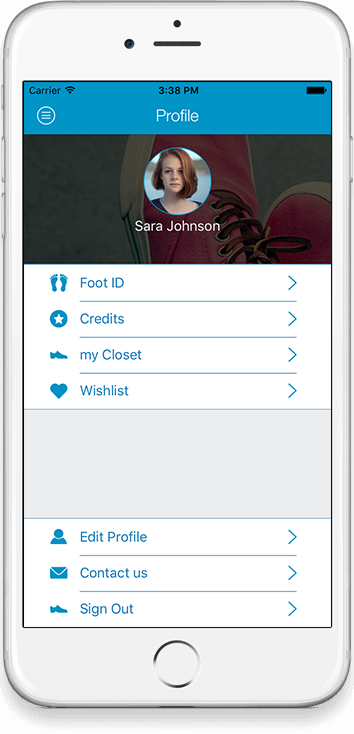 Carrier 3:38 PM
Profile
Sara Johnson
Foot ID
Credits
my Closet
Wishlist
Edit Profile
Contact us
Sign Out